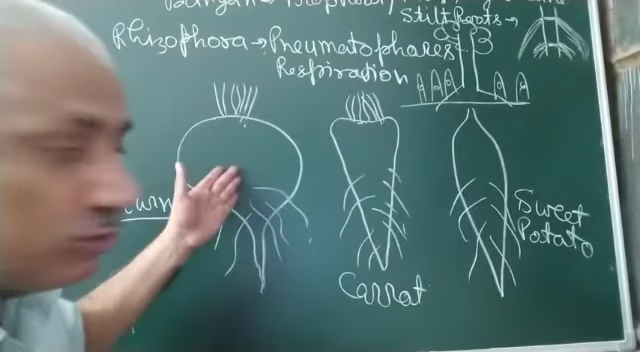 Stilt Roots →
Rhizophora → Pneumatophores
Respiration
Sweet
Potato
Carrot